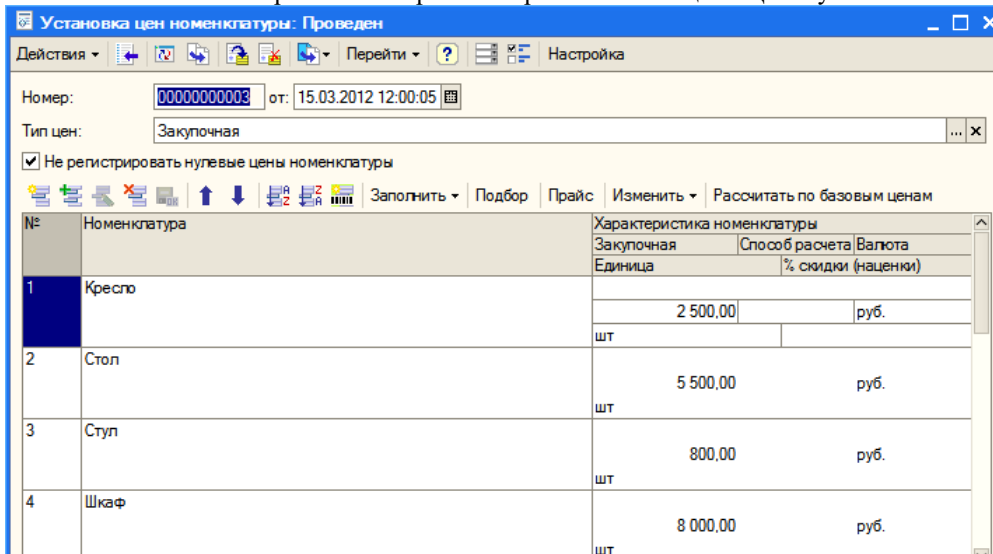 Установка цен номенклатуры: Проведен
Действия Перейти ? Настройка
Номер: 00000000003 от: 15.03.2012 12:00:05
Тип цен: Закупочная ... x
Не регистрировать нулевые цены номенклатуры
Заполнить Подбор Прайс Изменить Рассчитать по базовым ценам
№ Номенклатура Характеристика номенклатуры
Закупочная Способ расчета Валюта
Единица % скидки (наценки)
1 Кресло
2 500,00 руб.
шт
2 Стол
5 500,00 руб.
шт
3 Стул
800,00 руб.
шт
4 Шкаф
8 000,00 руб.
шт